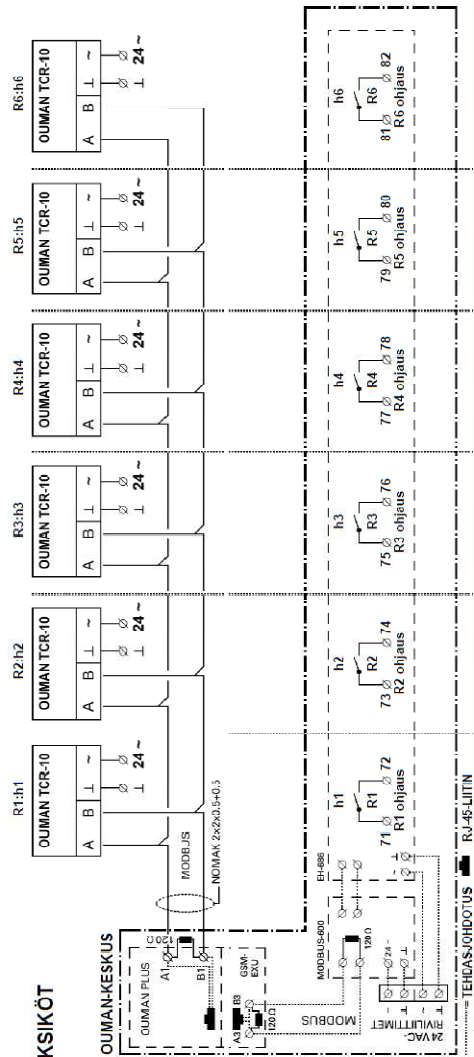 KSIKÖT
R1:h1
OUMAN TCR-10
A B ⊥ ~
⊥ 24 ~
R2:h2
OUMAN TCR-10
A B ⊥ ~
⊥ 24 ~
R3:h3
OUMAN TCR-10
A B ⊥ ~
⊥ 24 ~
R4:h4
OUMAN TCR-10
A B ⊥ ~
⊥ 24 ~
R5:h5
OUMAN TCR-10
A B ⊥ ~
⊥ 24 ~
R6:h6
OUMAN TCR-10
A B ⊥ ~
⊥ 24 ~
MODBUS
NOMAK 2x2x0.5+0.5
OUMAN-KESKUS
OUMAN PLUS
120 Ω
A1
B1
GSM-
EXU
A3 B3
120 Ω
MODBUS
MODBUS-600
120 Ω
24 ~
⊥
EH-686
~ ⊥
24 VAC-
RIVILIITTIMET
~ ~ ⊥ ⊥
h1
R1
71 72
R1 ohjaus
h2
R2
73 74
R2 ohjaus
h3
R3
75 76
R3 ohjaus
h4
R4
77 78
R4 ohjaus
h5
R5
79 80
R5 ohjaus
h6
R6
81 82
R6 ohjaus
= TEHDASJOHDOTUS
RJ-45-LIITIN